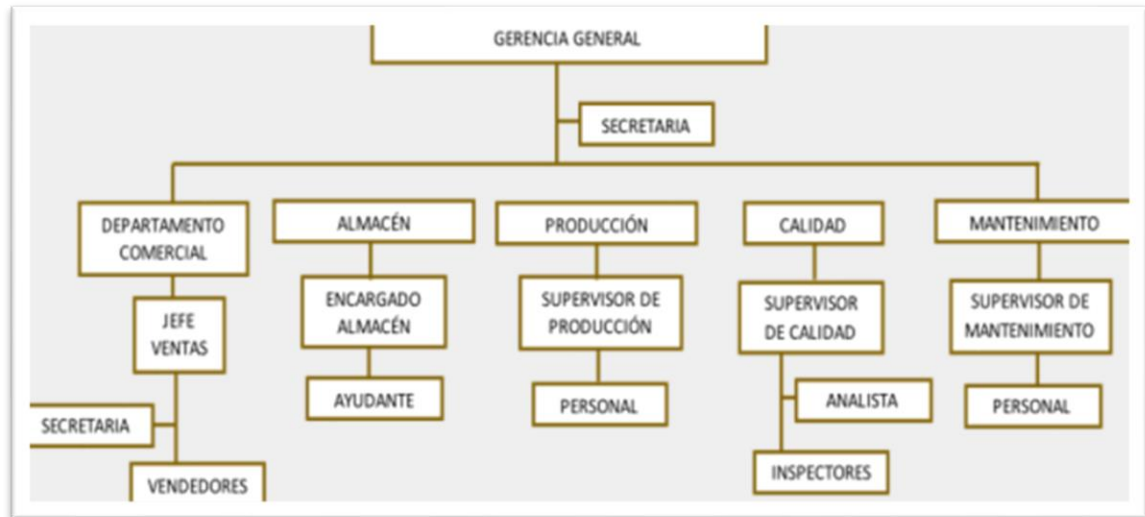 GERENCIA GENERAL
SECRETARIA
DEPARTAMENTO
COMERCIAL
ALMACÉN
PRODUCCIÓN
CALIDAD
MANTENIMIENTO
JEFE
VENTAS
ENCARGADO
ALMACÉN
SUPERVISOR DE
PRODUCCIÓN
SUPERVISOR
DE CALIDAD
SUPERVISOR DE
MANTENIMIENTO
SECRETARIA
AYUDANTE
PERSONAL
ANALISTA
PERSONAL
VENDEDORES
INSPECTORES